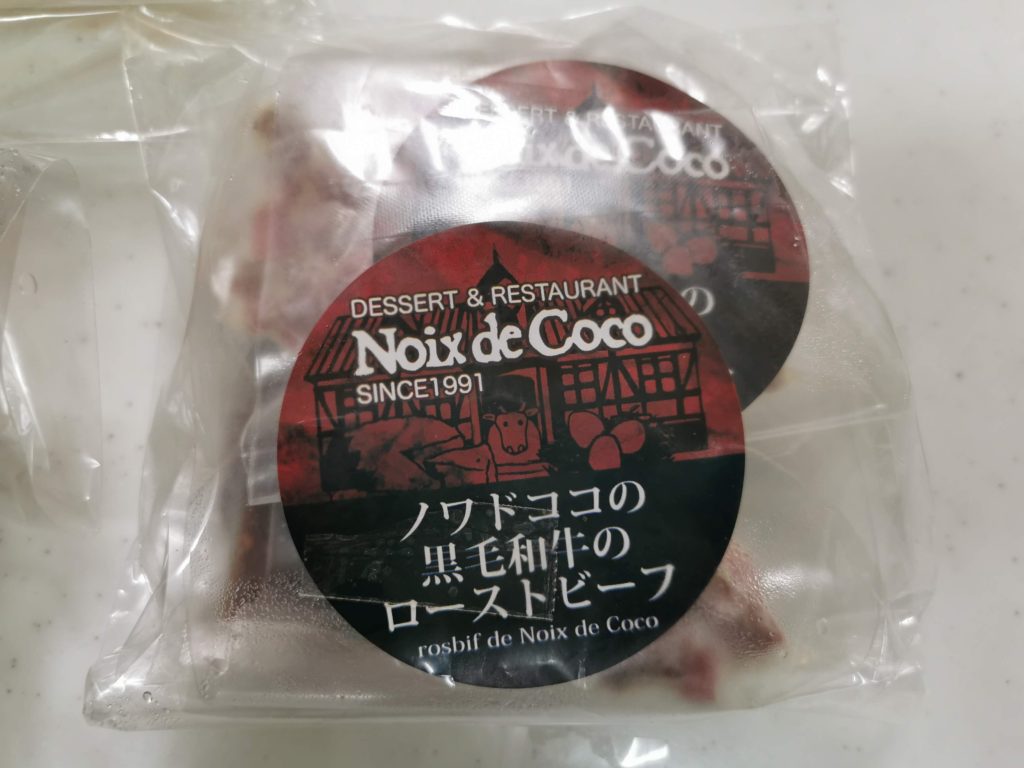 DESSERT & RESTAURANT
Noix de Coco
DESSERT & RESTAURANT
Noix de Coco
SINCE1991
の
ノワドココの
黒毛和牛の
ローストビーフ
rosbif de Noix de Coco